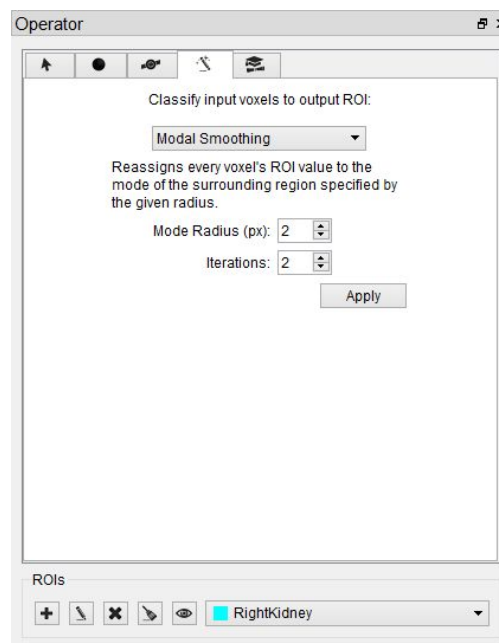 Operator
Classify input voxels to output ROI:
Modal Smoothing
Reassigns every voxel's ROI value to the
mode of the surrounding region specified by
the given radius.
Mode Radius (px): 2
Iterations: 2
Apply
ROIs
RightKidney